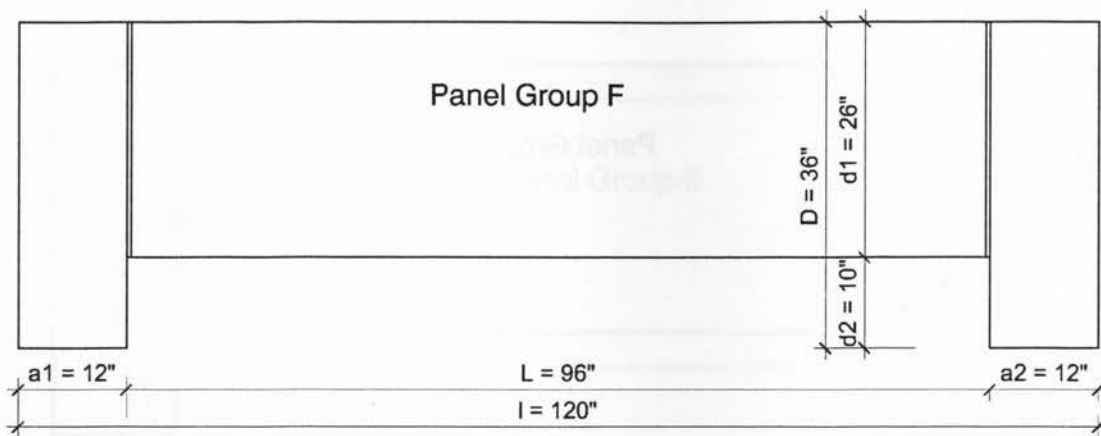 Panel Group F
D = 36"
d1 = 26"
d2 = 10"
a1 = 12"
L = 96"
a2 = 12"
l = 120"